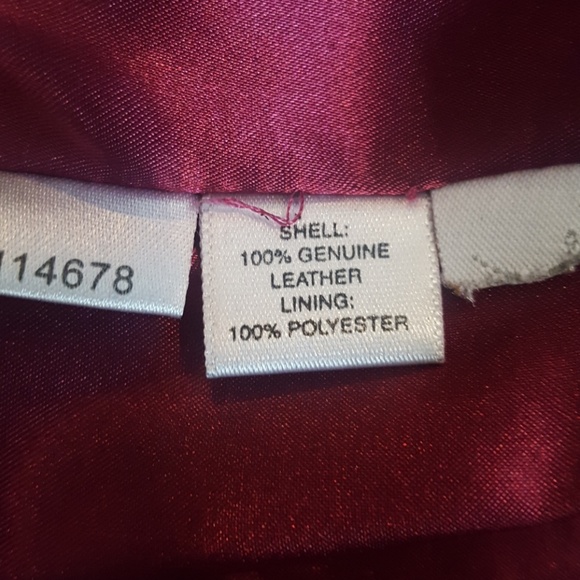 114678
SHELL:
100% GENUINE
LEATHER
LINING:
100% POLYESTER